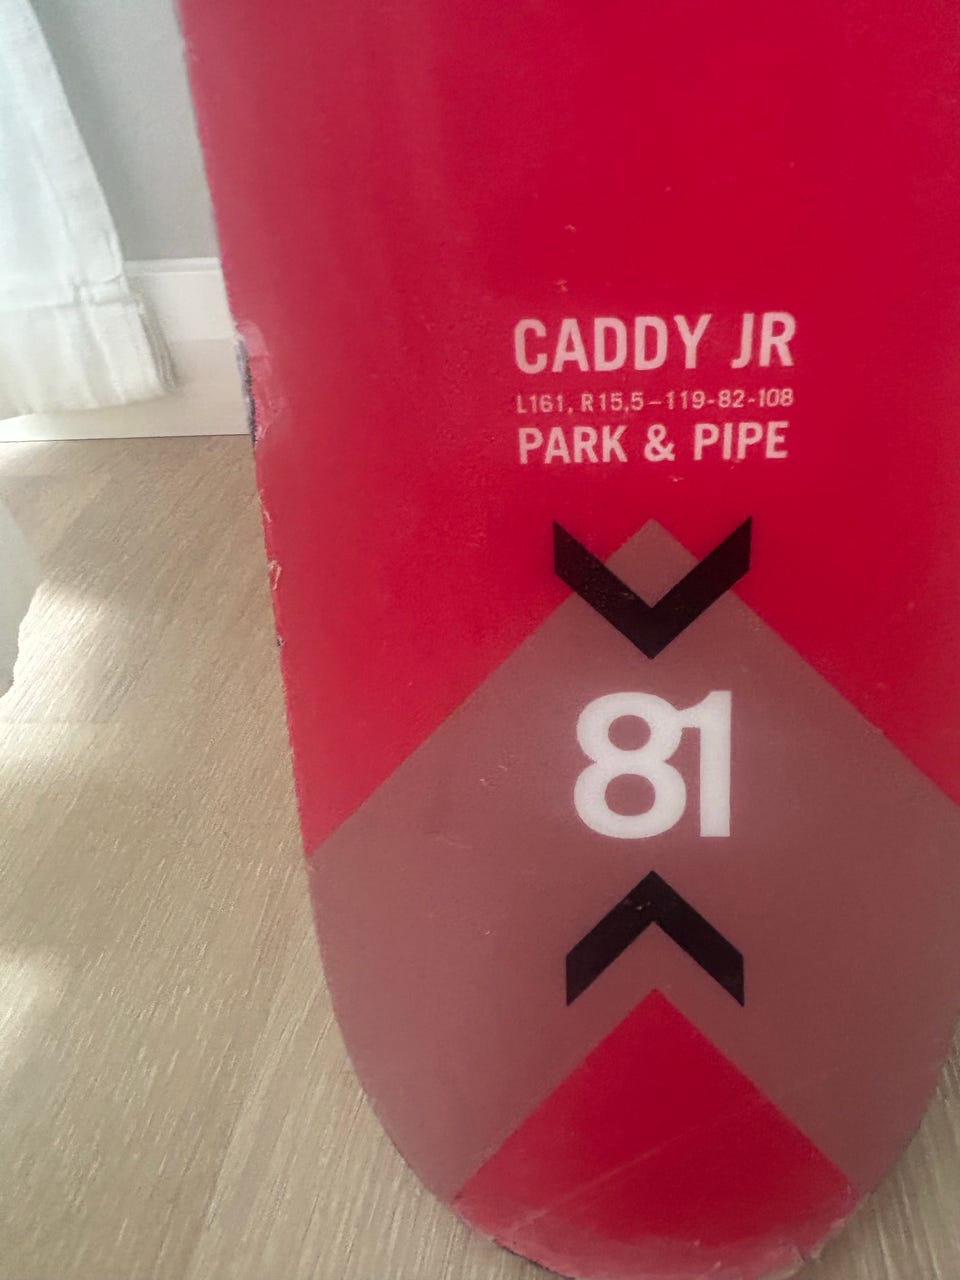 CADDY JR
L161, R15,5–119-82-108
PARK & PIPE
81